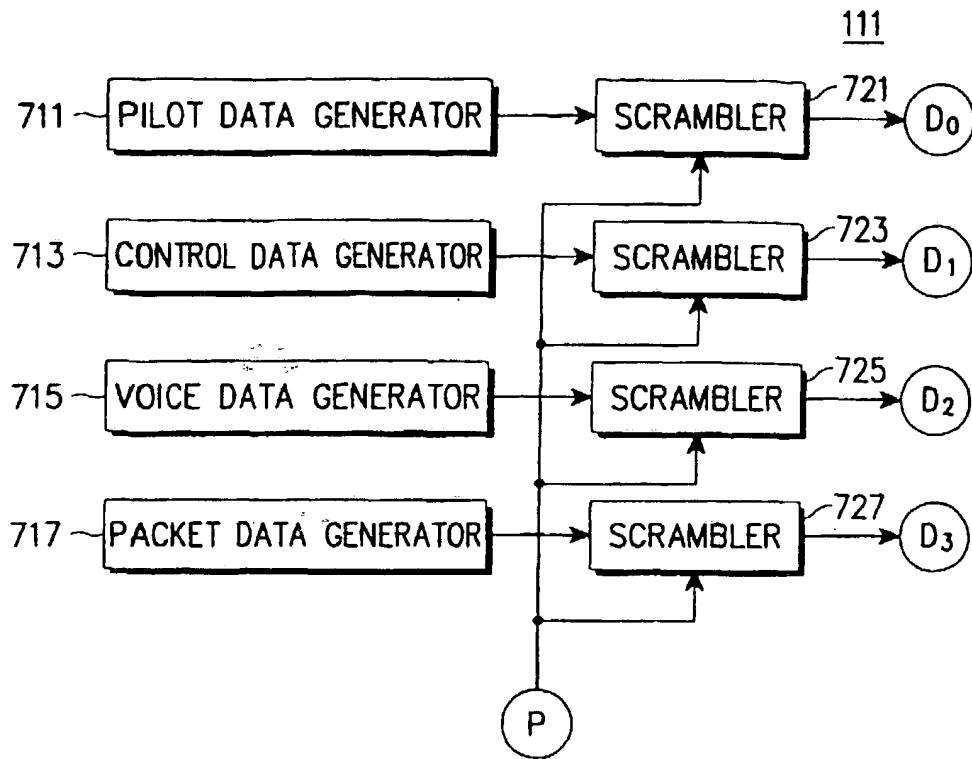 111
711 PILOT DATA GENERATOR SCRAMBLER 721 D0
713 CONTROL DATA GENERATOR SCRAMBLER 723 D1
715 VOICE DATA GENERATOR SCRAMBLER 725 D2
717 PACKET DATA GENERATOR SCRAMBLER 727 D3
P